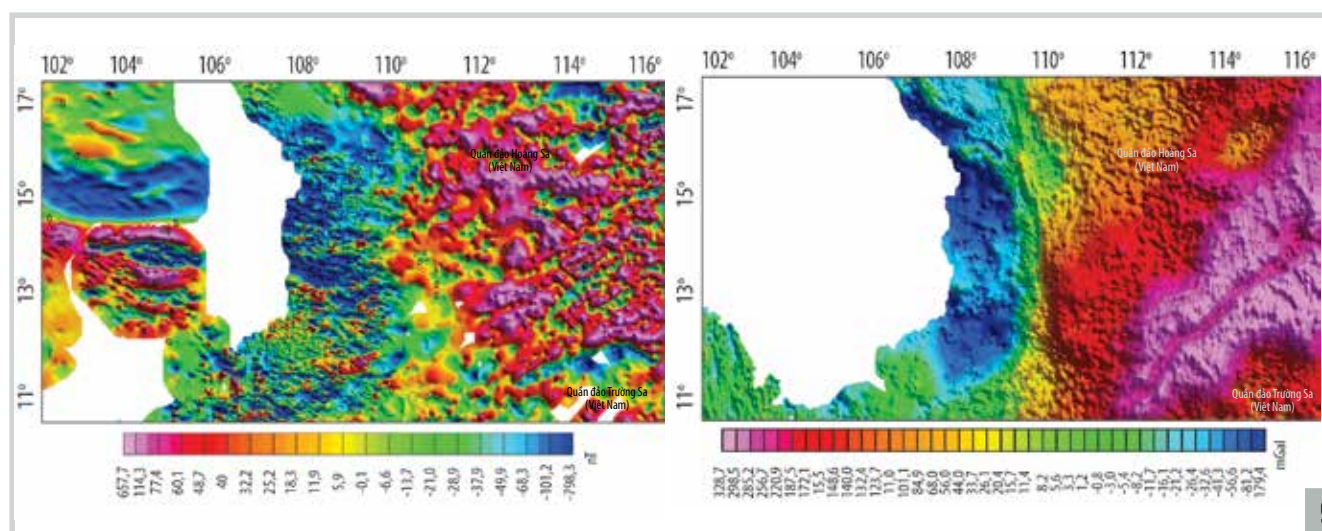 102° 104° 106° 108° 110° 112° 114° 116°
17°
15°
13°
11°
Quần đảo Hoàng Sa
(Việt Nam)
Quần đảo Trường Sa
(Việt Nam)
657,7 114,3 77,4 60,1 48,7 40 32,2 25,2 18,3 11,9 5,9 -0,1 -6,6 -13,7 -21,0 -28,9 -37,9 -49,9 -68,3 -101,2 -798,3
nT
102° 104° 106° 108° 110° 112° 114° 116°
17°
15°
13°
11°
Quần đảo Hoàng Sa
(Việt Nam)
Quần đảo Trường Sa
(Việt Nam)
328,7 298,5 285,2 256,7 220,9 187,5 172,1 15,5 148,6 140,0 132,4 123,7 11,0 101,1 84,9 68,0 56,0 44,0 33,7 26,1 20,4 15,7 11,4 8,2 5,6 3,3 1,2 -0,8 -3,0 -5,4 -8,2 -11,7 -16,1 -21,2 -26,4 -32,6 -41,3 -56,6 -81,2 179,4
mGal